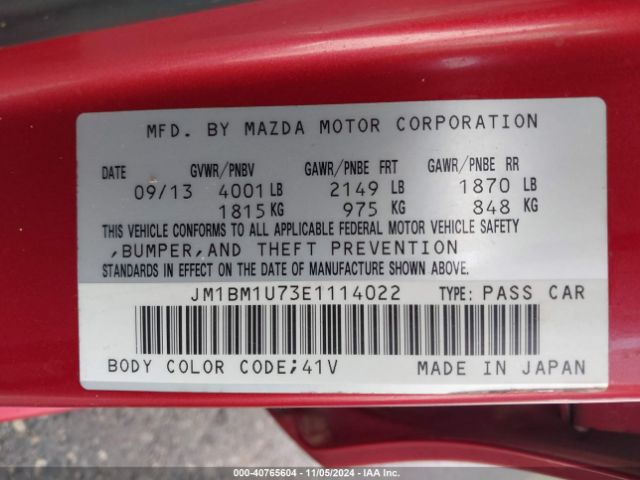 MFD. BY MAZDA MOTOR CORPORATION
DATE GVWR/PNBV GAWR/PNBE FRT GAWR/PNBE RR
09/13 4001 LB 2149 LB 1870 LB
1815 KG 975 KG 848 KG
THIS VEHICLE CONFORMS TO ALL APPLICABLE FEDERAL MOTOR VEHICLE SAFETY
,BUMPER,AND THEFT PREVENTION
STANDARDS IN EFFECT ON THE DATE OF MANUFACTURE SHOWN ABOVE.
JM1BM1U73E1114022 TYPE: PASS CAR
BODY COLOR CODE;41V MADE IN JAPAN
000-40765604 | 11/05/2024 - IAA Inc.